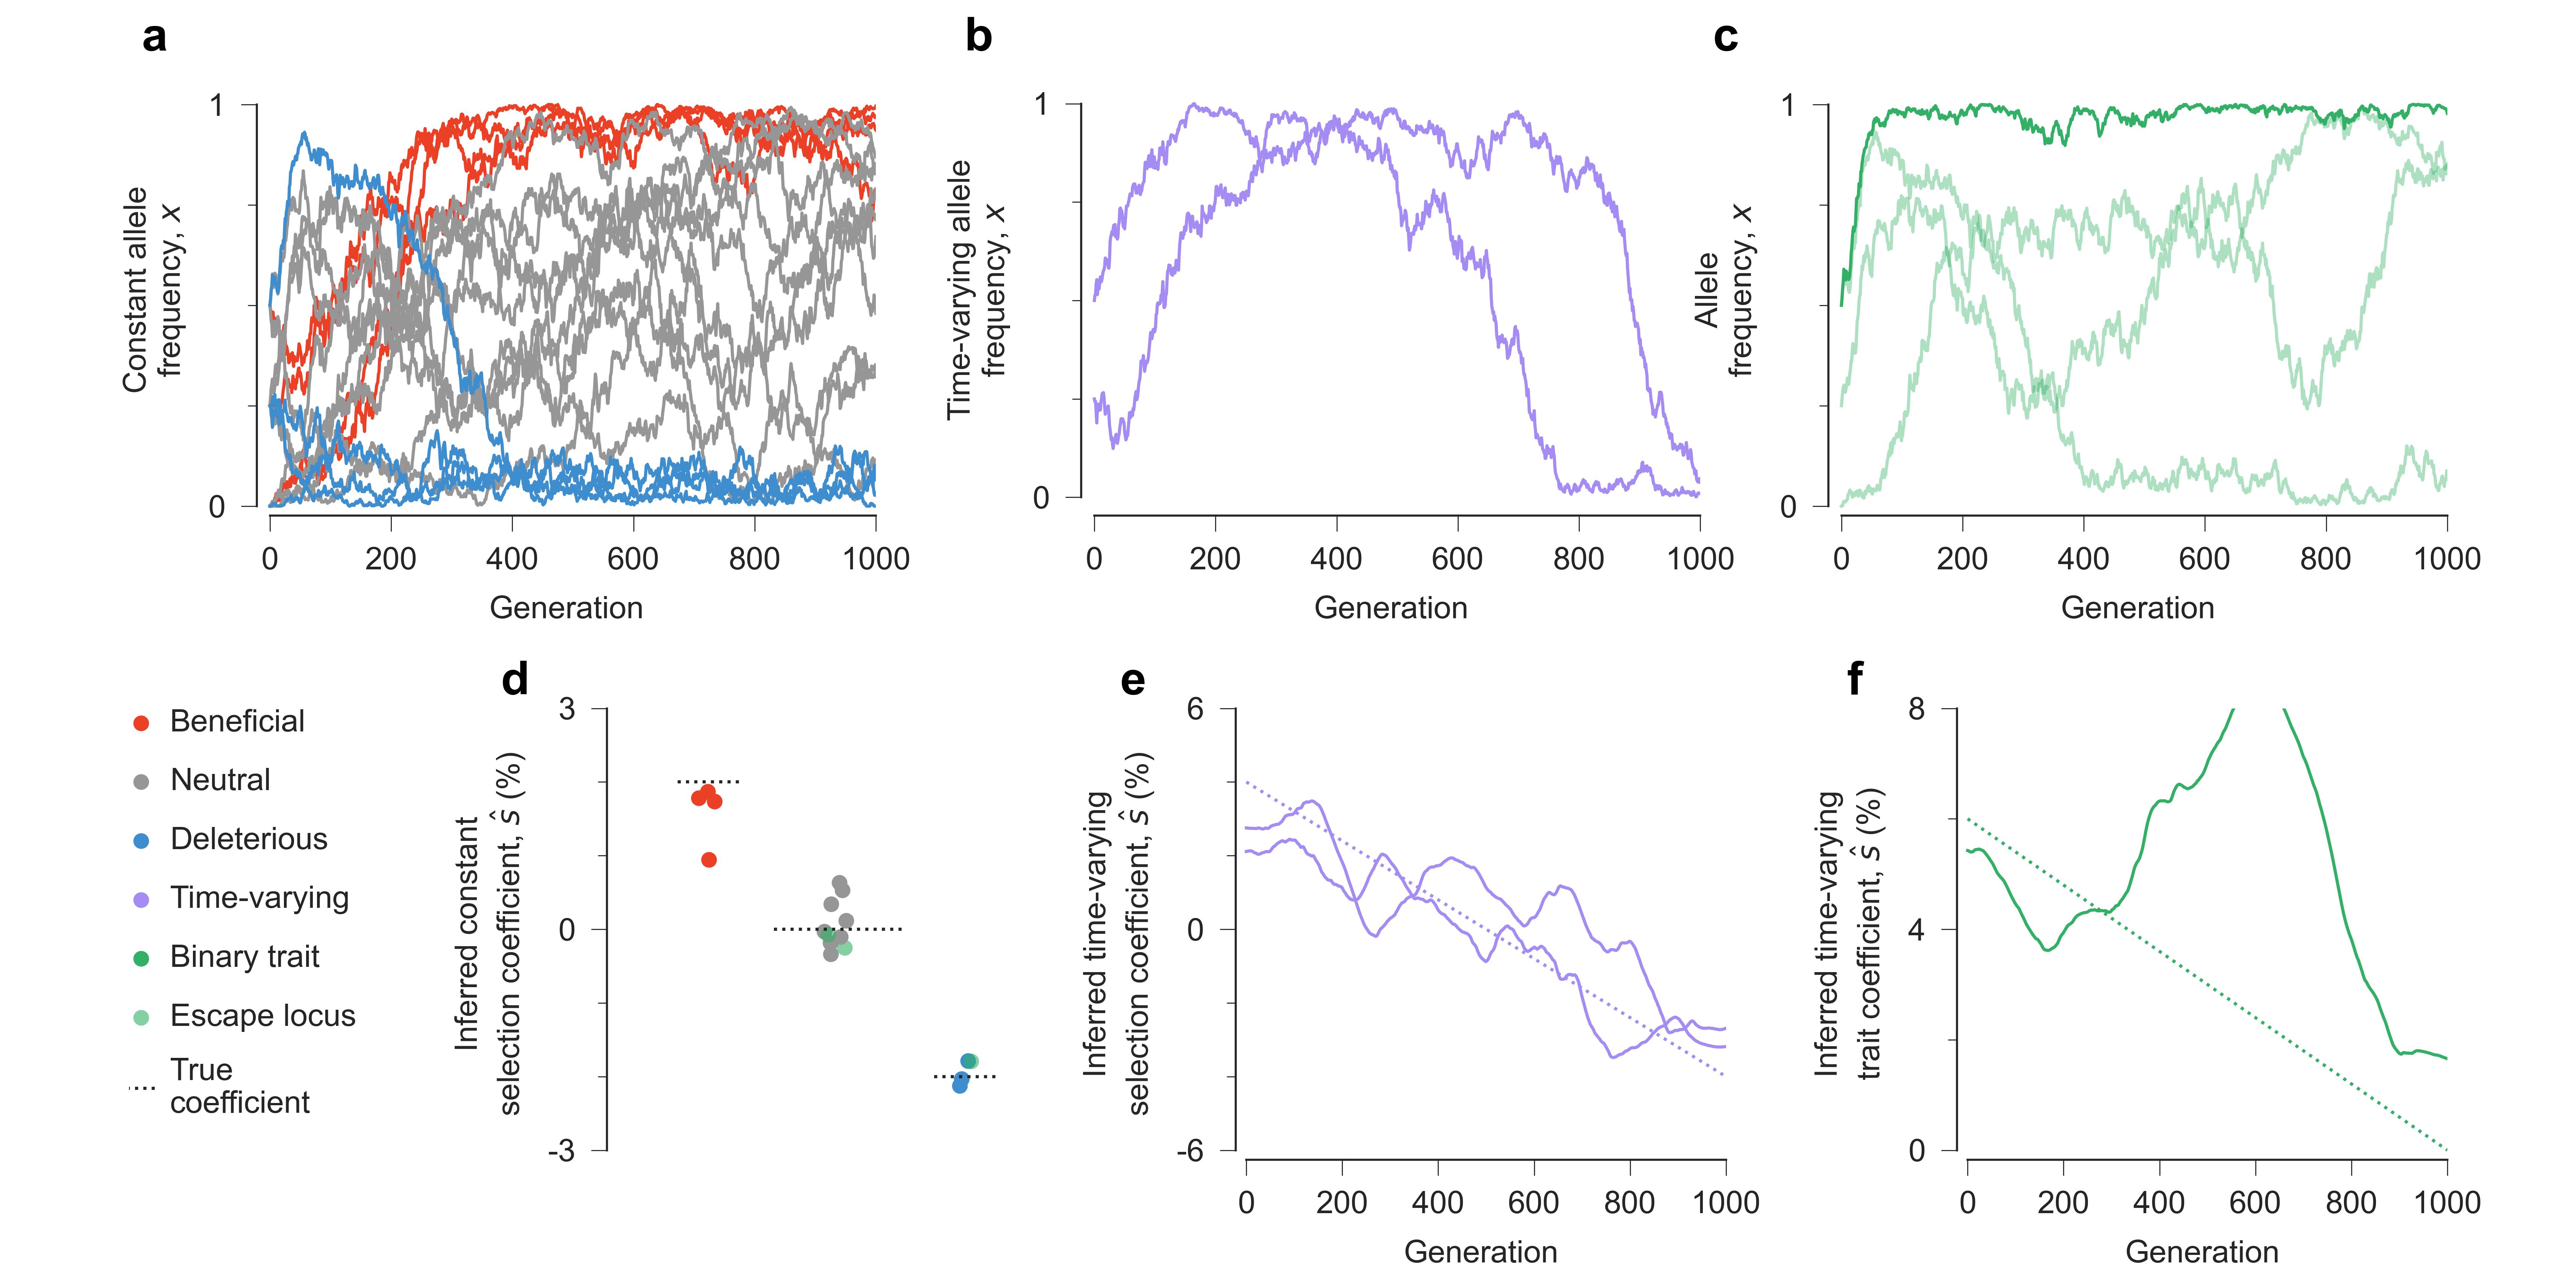 a
b
c
1
0
Constant allele
frequency, x
0 200 400 600 800 1000
Generation
1
0
Time-varying allele
frequency, x
0 200 400 600 800 1000
Generation
1
0
Allele
frequency, x
0 200 400 600 800 1000
Generation
Beneficial
Neutral
Deleterious
Time-varying
Binary trait
Escape locus
True
coefficient
d
3
0
-3
Inferred constant
selection coefficient, ŝ (%)
e
6
0
-6
Inferred time-varying
selection coefficient, ŝ (%)
0 200 400 600 800 1000
Generation
f
8
4
0
Inferred time-varying
trait coefficient, ŝ (%)
0 200 400 600 800 1000
Generation